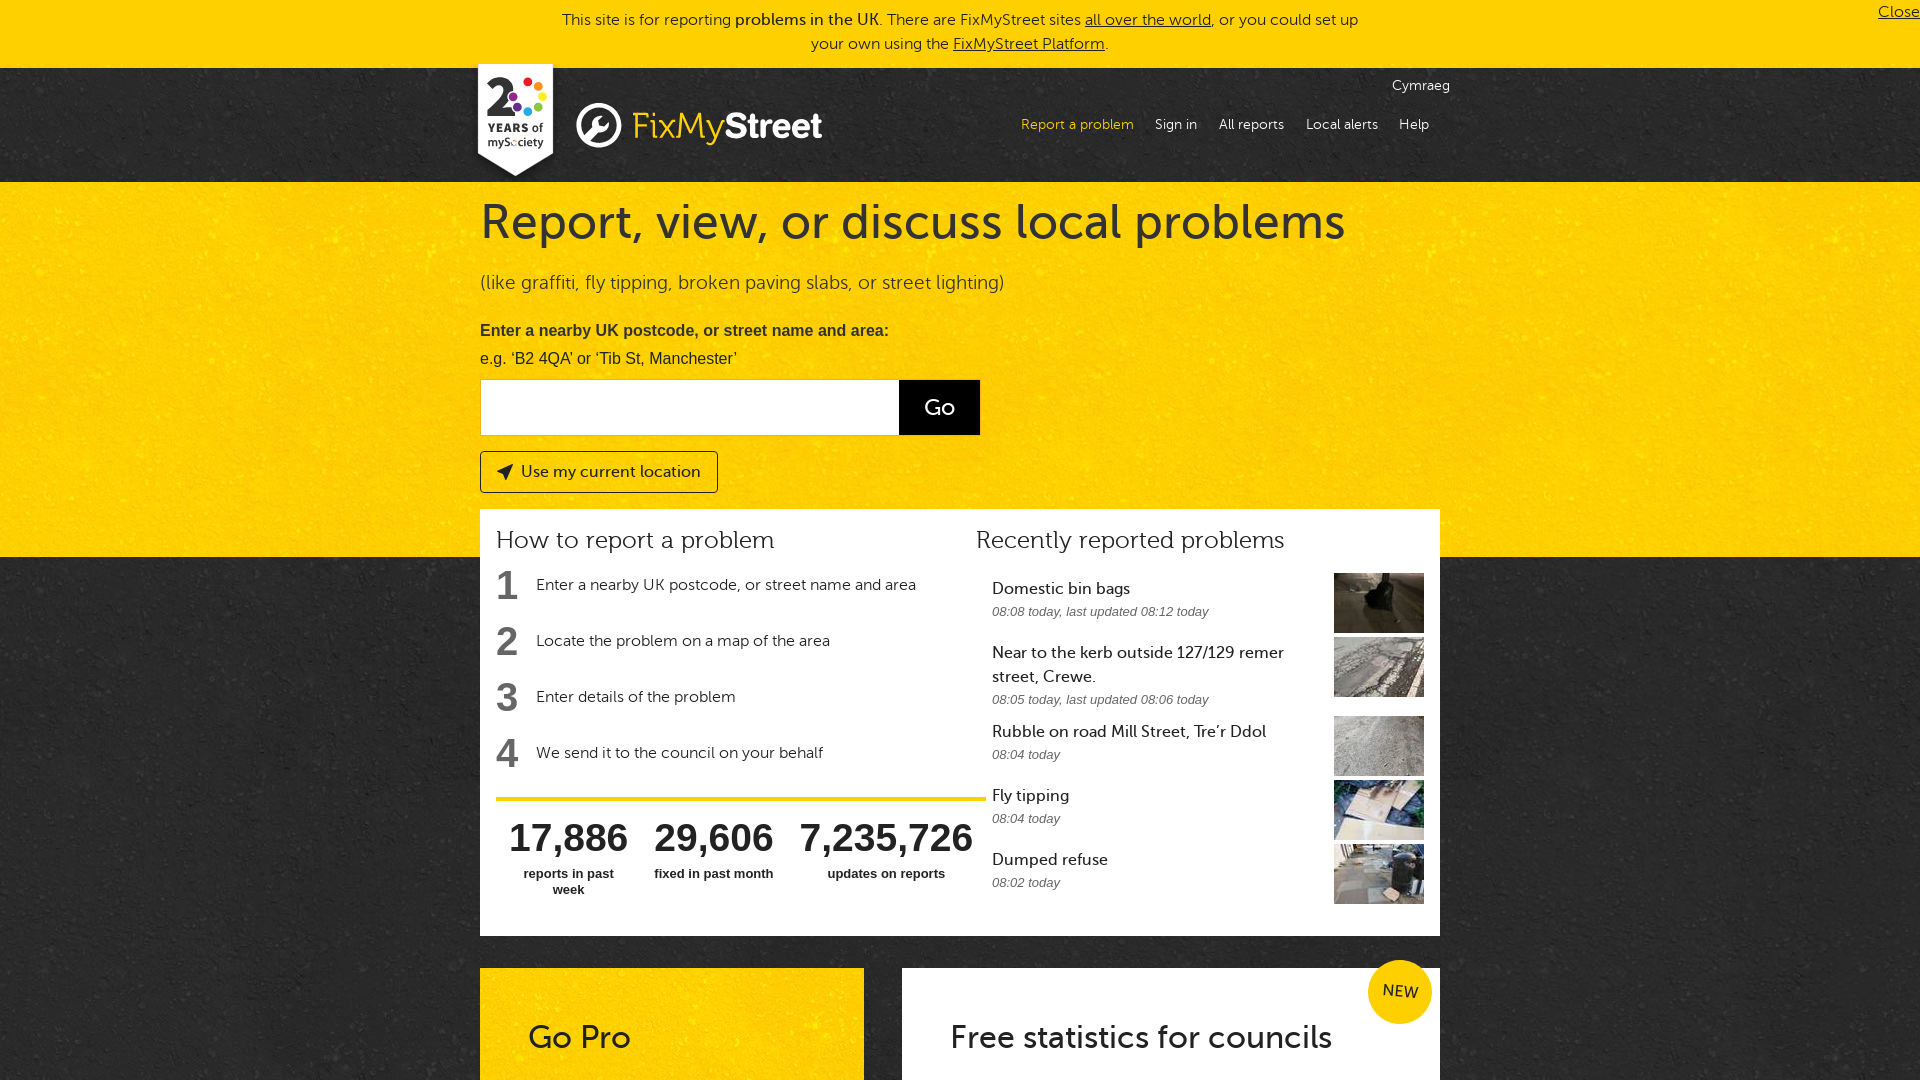 This site is for reporting problems in the UK. There are FixMyStreet sites all over the world, or you could set up
your own using the FixMyStreet Platform.
Close
20
YEARS of
mySociety
FixMyStreet
Cymraeg
Report a problem
Sign in
All reports
Local alerts
Help
Report, view, or discuss local problems
(like graffiti, fly tipping, broken paving slabs, or street lighting)
Enter a nearby UK postcode, or street name and area:
e.g. ‘B2 4QA’ or ‘Tib St, Manchester’
Go
Use my current location
How to report a problem
1 Enter a nearby UK postcode, or street name and area
2 Locate the problem on a map of the area
3 Enter details of the problem
4 We send it to the council on your behalf
17,886
reports in past
week
29,606
fixed in past month
7,235,726
updates on reports
Recently reported problems
Domestic bin bags
08:08 today, last updated 08:12 today
Near to the kerb outside 127/129 remer
street, Crewe.
08:05 today, last updated 08:06 today
Rubble on road Mill Street, Tre’r Ddol
08:04 today
Fly tipping
08:04 today
Dumped refuse
08:02 today
Go Pro
NEW
Free statistics for councils